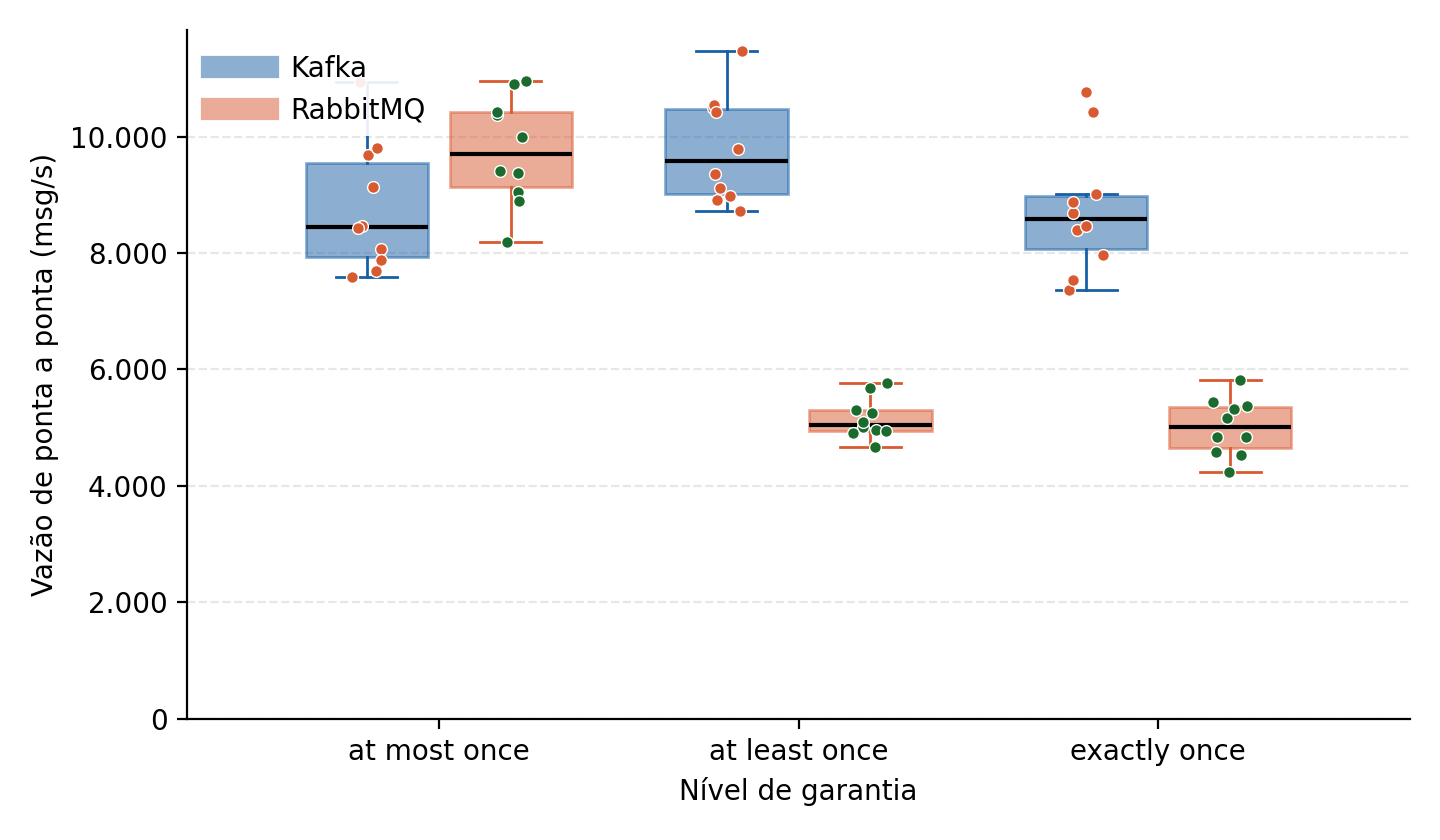 Kafka
RabbitMQ
Vazão de ponta a ponta (msg/s)
10.000
8.000
6.000
4.000
2.000
0
at most once
at least once
exactly once
Nível de garantia